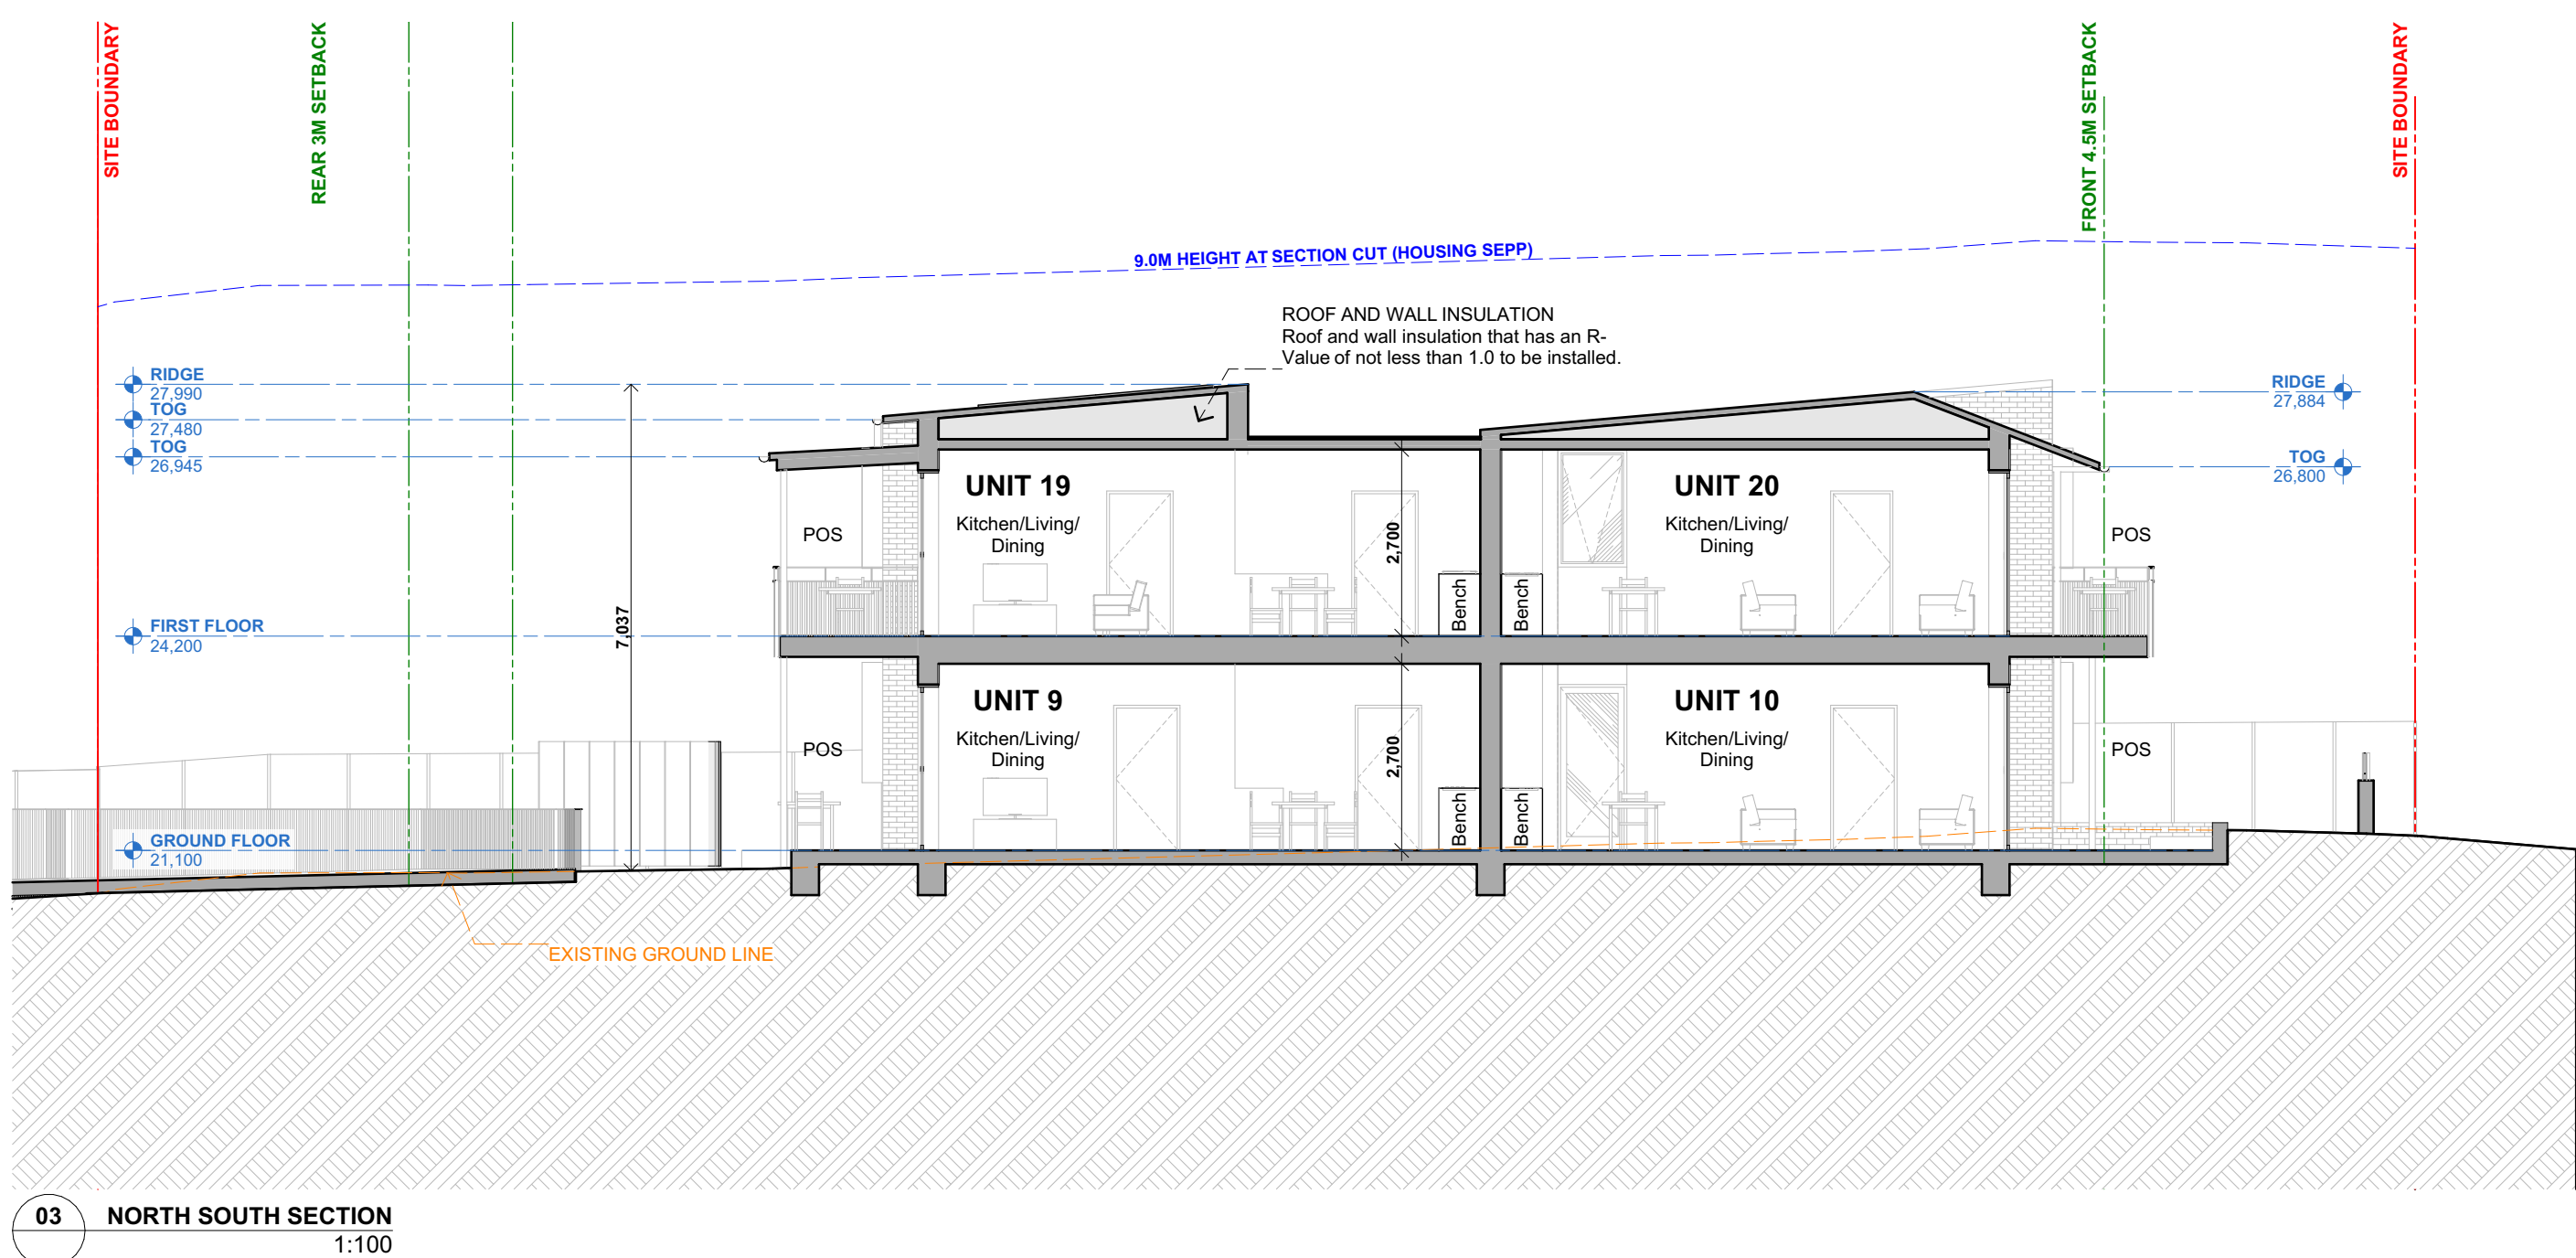 SITE BOUNDARY
REAR 3M SETBACK
FRONT 4.5M SETBACK
SITE BOUNDARY
9.0M HEIGHT AT SECTION CUT (HOUSING SEPP)
ROOF AND WALL INSULATION
Roof and wall insulation that has an R-
Value of not less than 1.0 to be installed.
RIDGE
27,990
TOG
27,480
TOG
26,945
RIDGE
27,884
TOG
26,800
UNIT 19
Kitchen/Living/
Dining
UNIT 20
Kitchen/Living/
Dining
POS
2,700
POS
Bench
Bench
7,037
FIRST FLOOR
24,200
UNIT 9
Kitchen/Living/
Dining
UNIT 10
Kitchen/Living/
Dining
POS
2,700
POS
Bench
Bench
GROUND FLOOR
21,100
EXISTING GROUND LINE
03
NORTH SOUTH SECTION
1:100